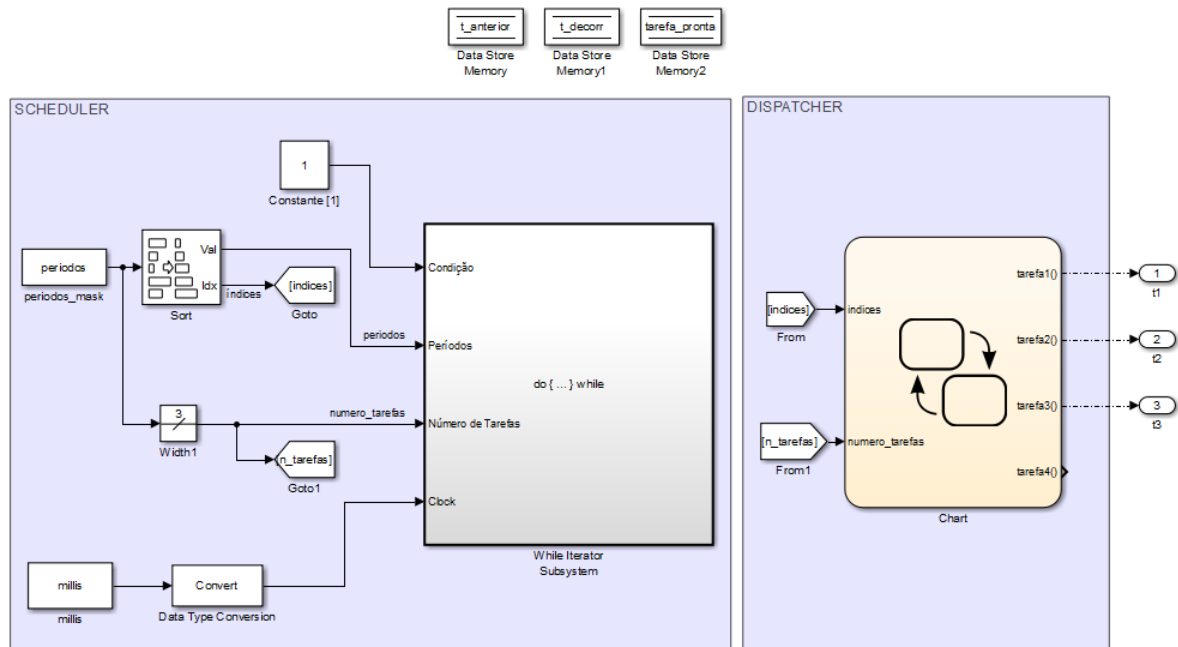 t_anterior
Data Store
Memory
t_decorr
Data Store
Memory1
tarefa_pronta
Data Store
Memory2
SCHEDULER
1
Constante [1]
periodos
periodos_mask
Val
Idx
Sort
índices
[indices]
Goto
periodos
3
Width1
numero_tarefas
[n_tarefas]
Goto1
millis
millis
Convert
Data Type Conversion
Condição
Períodos
do { ... } while
Número de Tarefas
Clock
While Iterator
Subsystem
DISPATCHER
[indices]
From
[n_tarefas]
From1
indices
numero_tarefas
tarefa1()
tarefa2()
tarefa3()
tarefa4()
Chart
1
t1
2
t2
3
t3